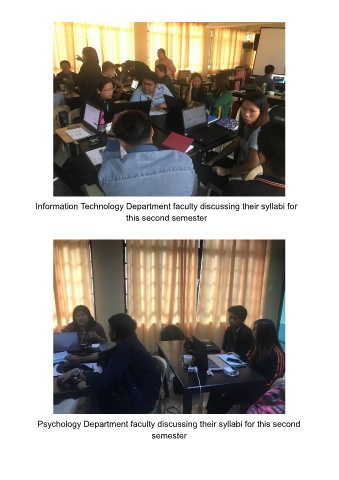 Information Technology Department faculty discussing their syllabi for
this second semester
Psychology Department faculty discussing their syllabi for this second
semester